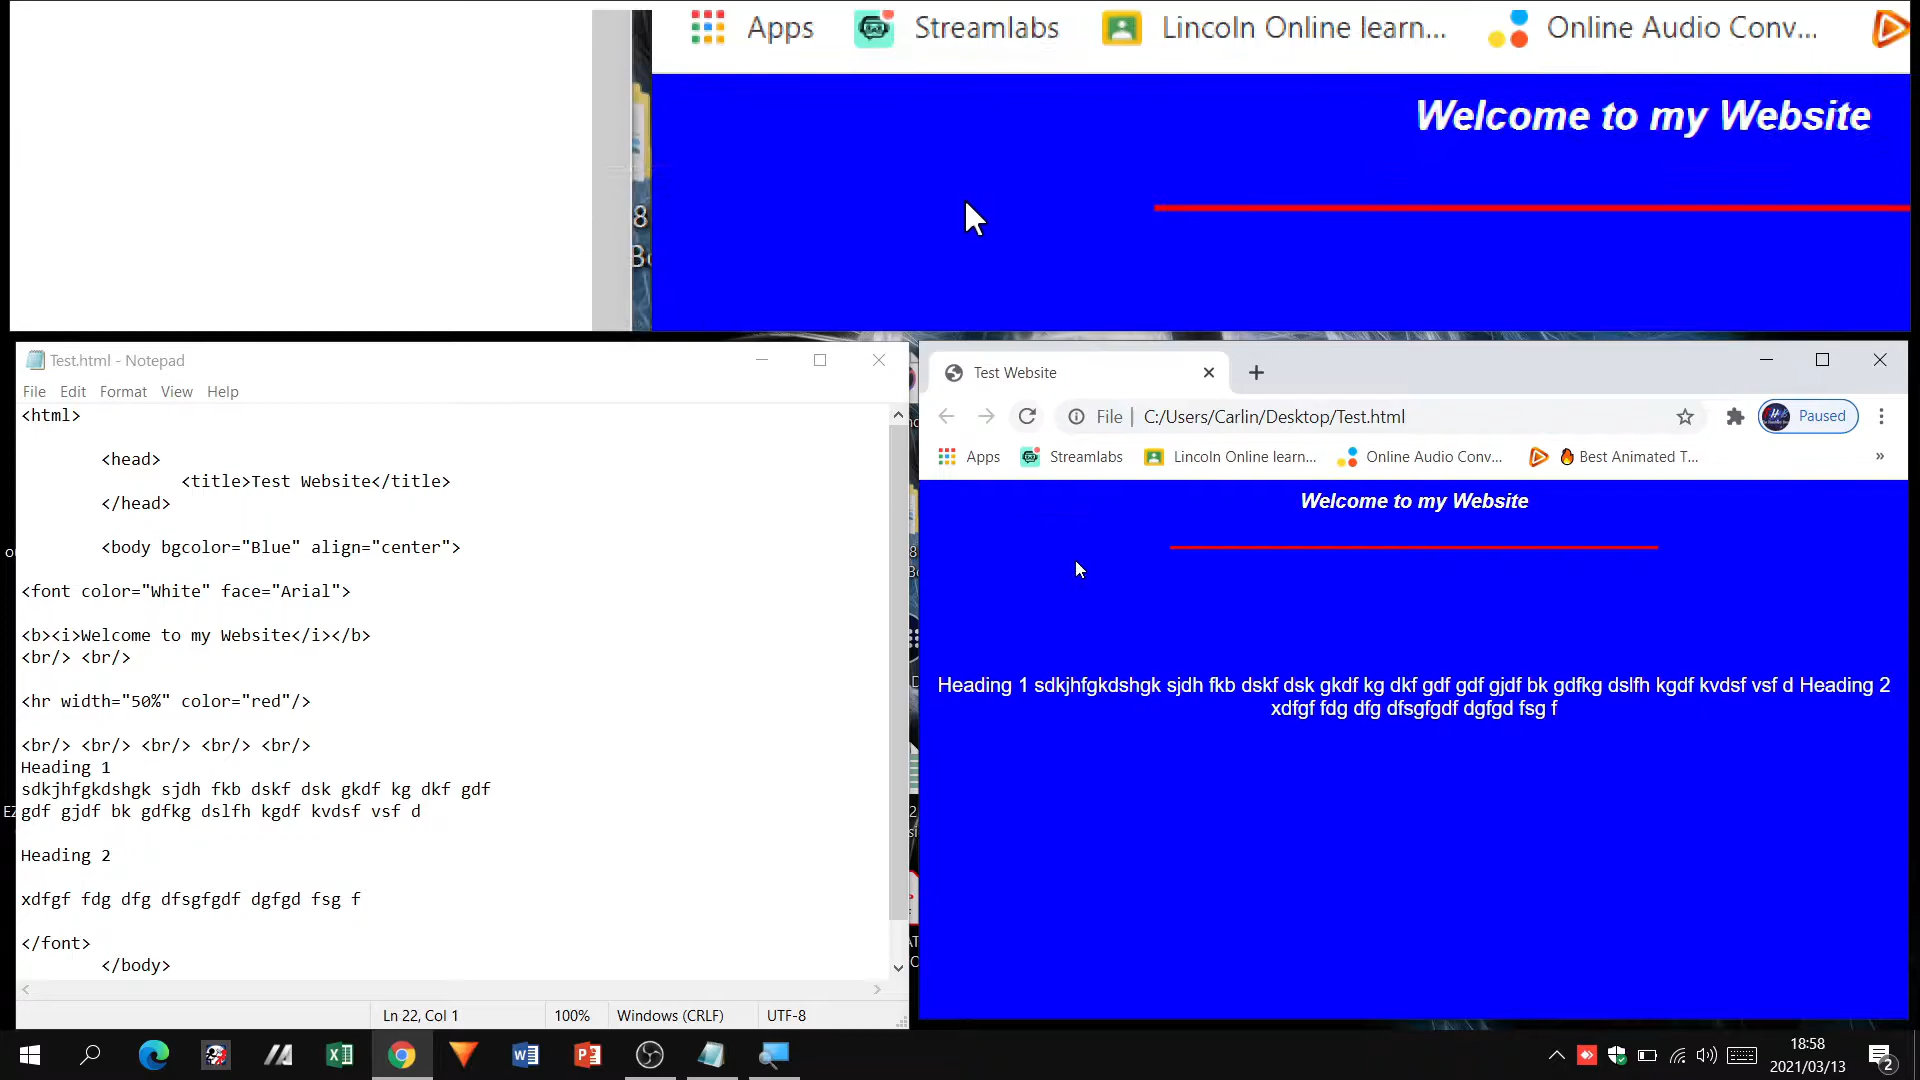 Apps Streamlabs Lincoln Online learn... Online Audio Conv...
Welcome to my Website
8
Test.html - Notepad
File Edit Format View Help
<html>
<head>
<title>Test Website</title>
</head>
<body bgcolor="Blue" align="center">
<font color="White" face="Arial">
<b><i>Welcome to my Website</i></b>
<br/> <br/>
<hr width="50%" color="red"/>
<br/> <br/> <br/> <br/> <br/>
Heading 1
sdkjhfgkdshgk sjdh fkb dskf dsk gkdf kg dkf gdf
gdf gjdf bk gdfkg dslfh kgdf kvdsf vsf d
Heading 2
xdfgf fdg dfg dfsgfgdf dgfgd fsg f
</font>
</body>
Ln 22, Col 1 100% Windows (CRLF) UTF-8
Test Website
File | C:/Users/Carlin/Desktop/Test.html Paused
Apps Streamlabs Lincoln Online learn... Online Audio Conv... Best Animated T... »
Welcome to my Website
Heading 1 sdkjhfgkdshgk sjdh fkb dskf dsk gkdf kg dkf gdf gdf gjdf bk gdfkg dslfh kgdf kvdsf vsf d Heading 2
xdfgf fdg dfg dfsgfgdf dgfgd fsg f
18:58
2021/03/13
2